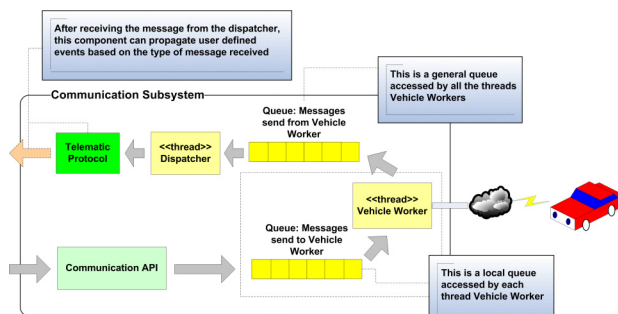 After receiving the message from the dispatcher,
this component can propagate user defined
events based on the type of message received
This is a general queue
accessed by all the threads
Vehicle Workers
Communication Subsystem
Queue: Messages
send from Vehicle
Worker
Telematic
Protocol
<<thread>>
Dispatcher
<<thread>>
Vehicle Worker
Queue: Messages
send to Vehicle
Worker
Communication API
This is a local queue
accessed by each
thread Vehicle Worker